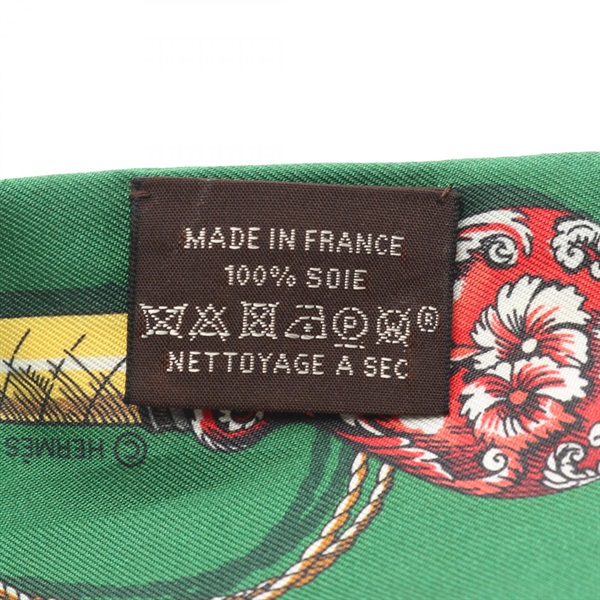 MADE IN FRANCE
100% SOIE
®
NETTOYAGE A SEC
© HERMÈS